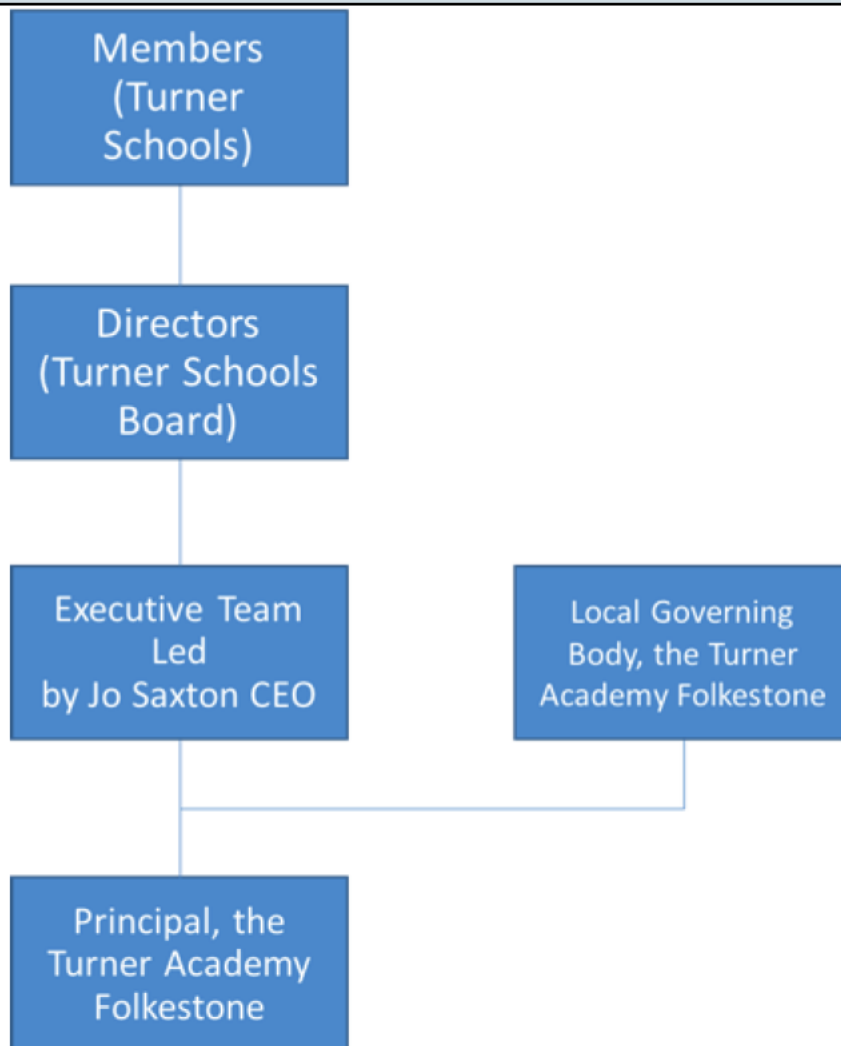 Members
(Turner
Schools)
Directors
(Turner Schools
Board)
Executive Team
Led
by Jo Saxton CEO
Local Governing
Body, the Turner
Academy Folkestone
Principal, the
Turner Academy
Folkestone